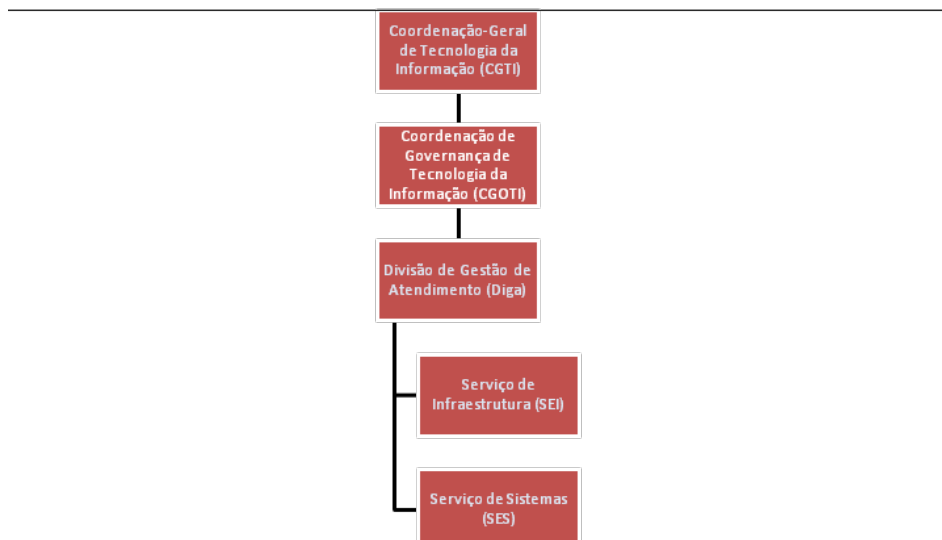 Coordenação-Geral
de Tecnologia da
Informação (CGTI)
Coordenação de
Governança de
Tecnologia da
Informação (CGOTI)
Divisão de Gestão de
Atendimento (Diga)
Serviço de
Infraestrutura (SEI)
Serviço de Sistemas
(SES)